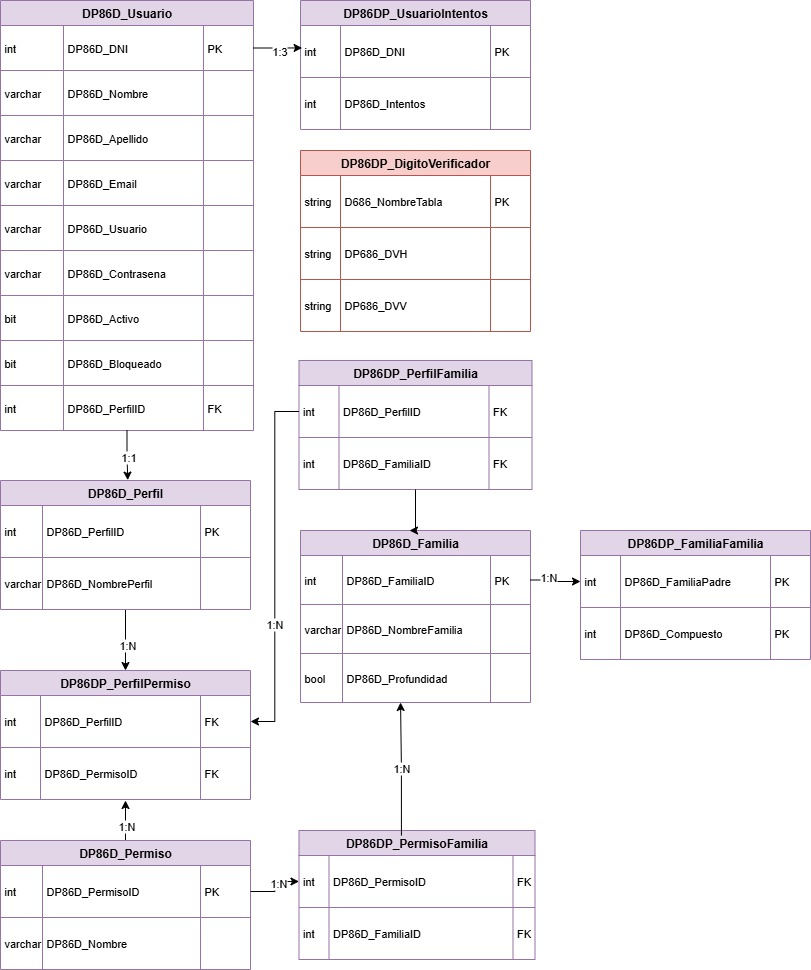 DP86D_Usuario
int DP86D_DNI PK
varchar DP86D_Nombre
varchar DP86D_Apellido
varchar DP86D_Email
varchar DP86D_Usuario
varchar DP86D_Contrasena
bit DP86D_Activo
bit DP86D_Bloqueado
int DP86D_PerfilID FK
1:3
DP86DP_UsuarioIntentos
int DP86D_DNI PK
int DP86D_Intentos
DP86DP_DigitoVerificador
string D686_NombreTabla PK
string DP686_DVH
string DP686_DVV
1:1
DP86D_Perfil
int DP86D_PerfilID PK
varchar DP86D_NombrePerfil
1:N
DP86DP_PerfilFamilia
int DP86D_PerfilID FK
int DP86D_FamiliaID FK
1:N
DP86D_Familia
int DP86D_FamiliaID PK
varchar DP86D_NombreFamilia
bool DP86D_Profundidad
1:N
DP86DP_FamiliaFamilia
int DP86D_FamiliaPadre PK
int DP86D_Compuesto PK
DP86DP_PerfilPermiso
int DP86D_PerfilID FK
int DP86D_PermisoID FK
1:N
1:N
DP86D_Permiso
int DP86D_PermisoID PK
varchar DP86D_Nombre
1:N
DP86DP_PermisoFamilia
int DP86D_PermisoID FK
int DP86D_FamiliaID FK